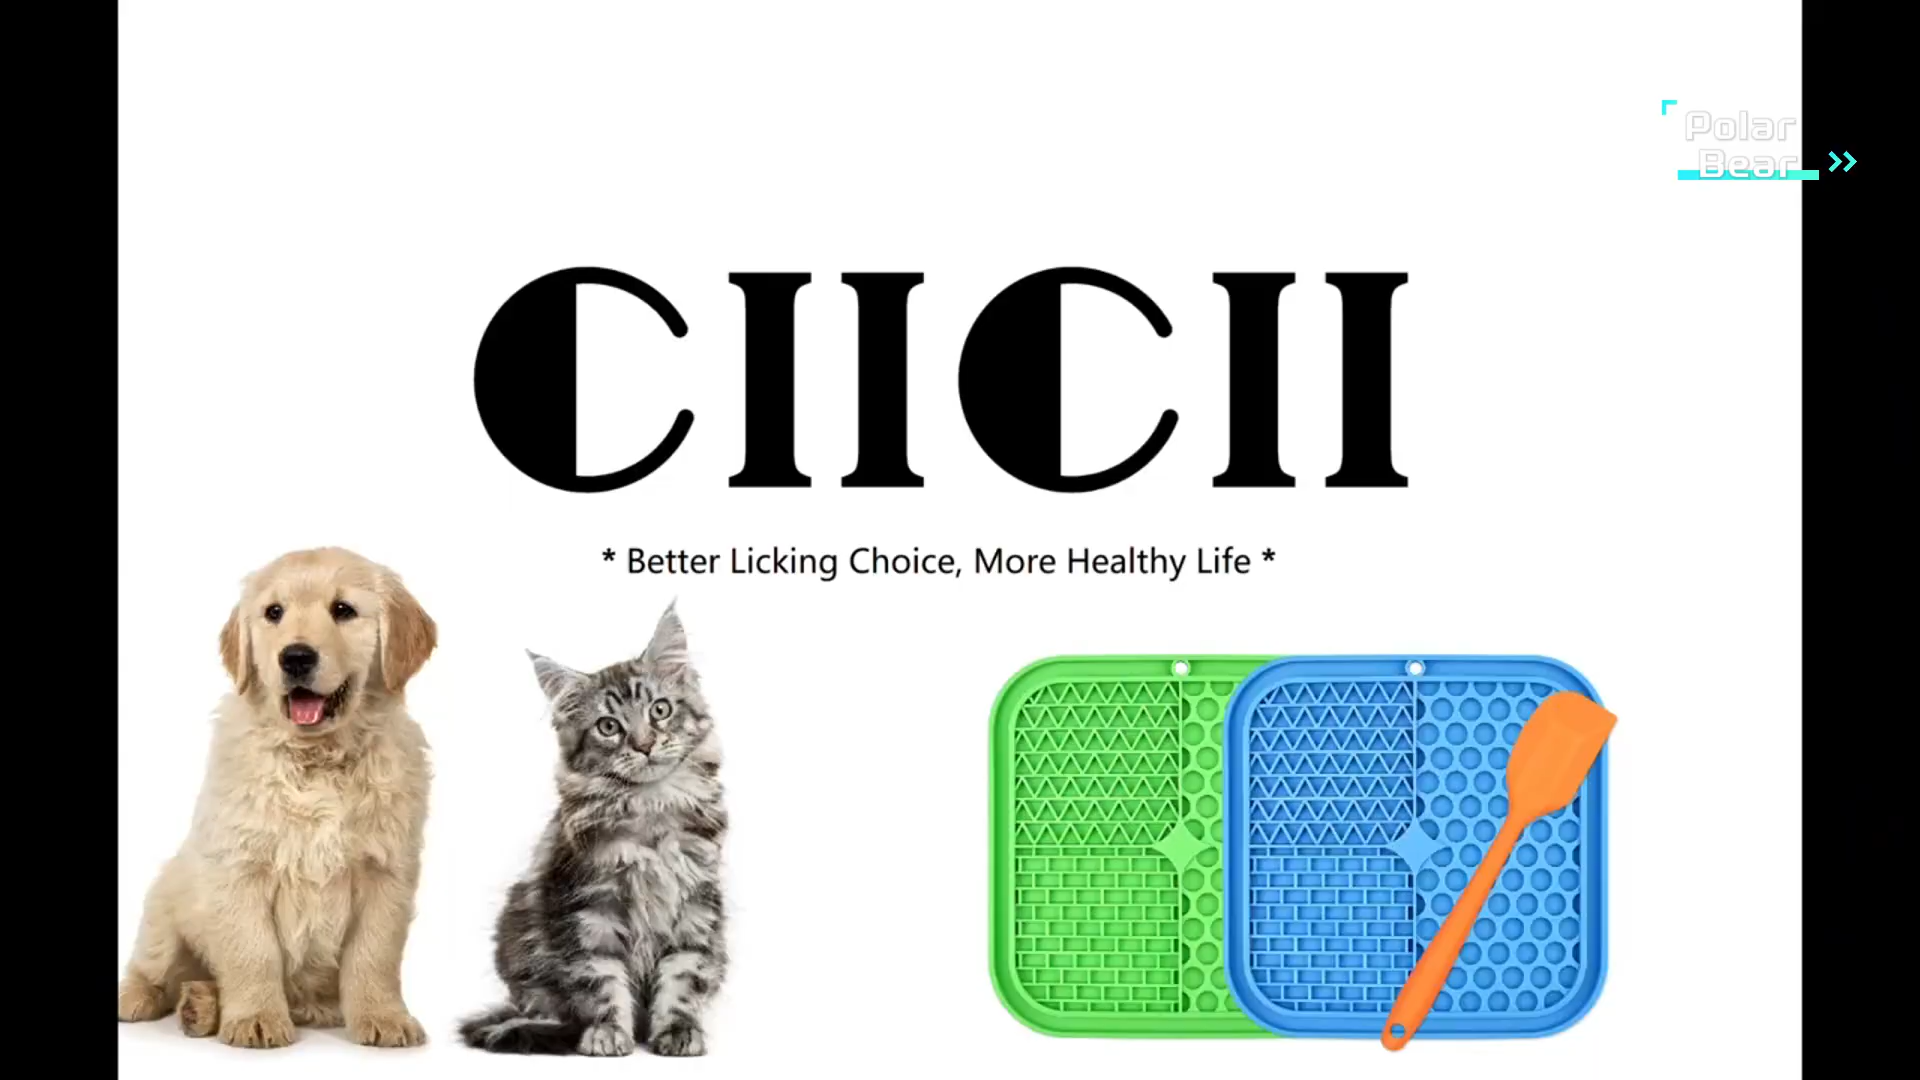 Polar
Bear
CIICII
* Better Licking Choice, More Healthy Life *